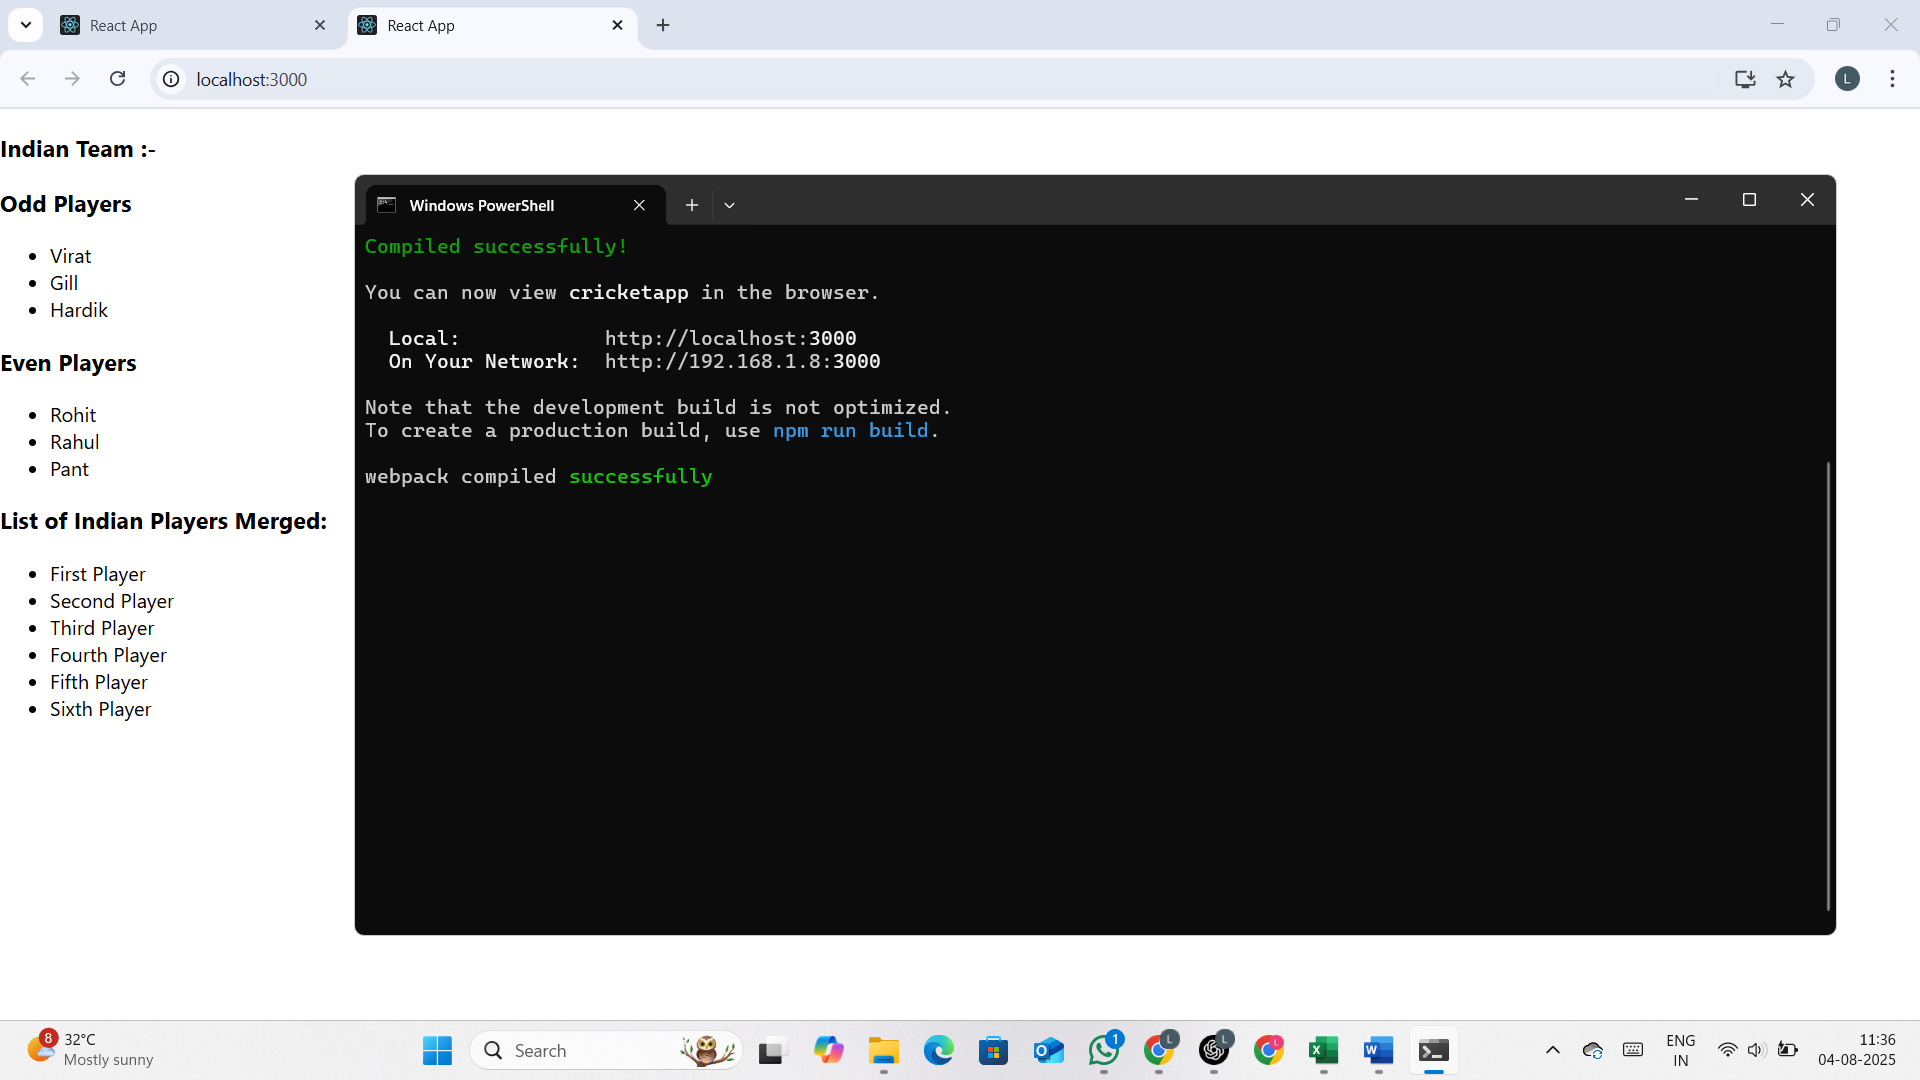 React App
React App
localhost:3000
L
Indian Team :-
Odd Players
Virat
Gill
Hardik
Even Players
Rohit
Rahul
Pant
List of Indian Players Merged:
First Player
Second Player
Third Player
Fourth Player
Fifth Player
Sixth Player
Windows PowerShell
Compiled successfully!
You can now view cricketapp in the browser.
Local: http://localhost:3000
On Your Network: http://192.168.1.8:3000
Note that the development build is not optimized.
To create a production build, use npm run build.
webpack compiled successfully
8
32°C
Mostly sunny
Search
1
L
L
L
ENG
IN
11:36
04-08-2025